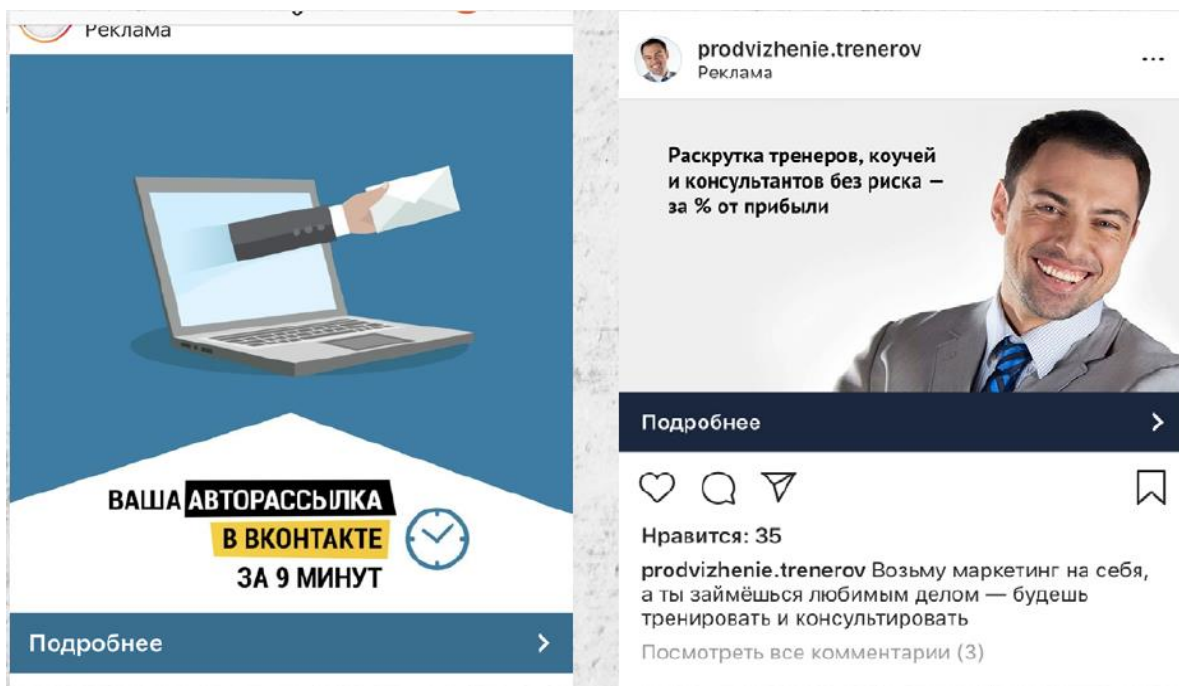 Реклама
ВАША АВТОРАССЫЛКА
В ВКОНТАКТЕ
ЗА 9 МИНУТ
Подробнее
prodvizhenie.trenerov
Реклама
Раскрутка тренеров, коучей
и консультантов без риска —
за % от прибыли
Подробнее
Нравится: 35
prodvizhenie.trenerov Возьму маркетинг на себя,
а ты займёшься любимым делом — будешь
тренировать и консультировать
Посмотреть все комментарии (3)